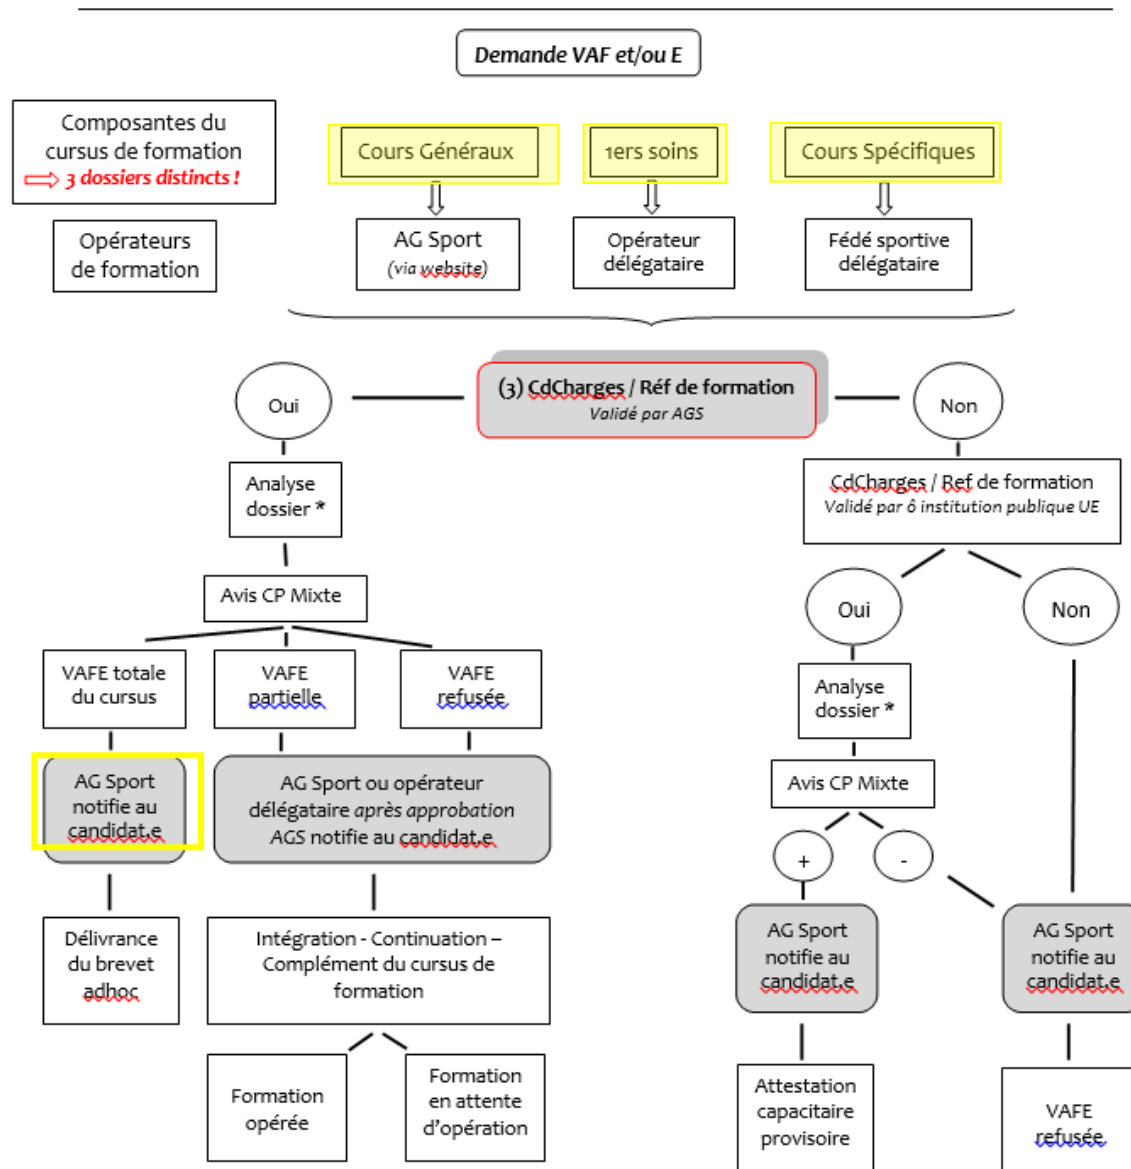 Demande VAF et/ou E
Composantes du
cursus de formation
3 dossiers distincts !
Cours Généraux
1ers soins
Cours Spécifiques
Opérateurs
de formation
AG Sport
(via website)
Opérateur
délégataire
Fédé sportive
délégataire
Oui
(3) CdCharges / Réf de formation
Validé par AGS
Non
Analyse
dossier *
CdCharges / Ref de formation
Validé par ô institution publique UE
Avis CP Mixte
Oui
Non
VAFE totale
du cursus
VAFE
partielle
VAFE
refusée
Analyse
dossier *
AG Sport
notifie au
candidat.e
AG Sport ou opérateur
délégataire après approbation
AGS notifie au candidat.e
Avis CP Mixte
+
-
Délivrance
du brevet
adhoc
Intégration - Continuation –
Complément du cursus de
formation
AG Sport
notifie au
candidat.e
AG Sport
notifie au
candidat.e
Formation
opérée
Formation
en attente
d'opération
Attestation
capacitaire
provisoire
VAFE
refusée